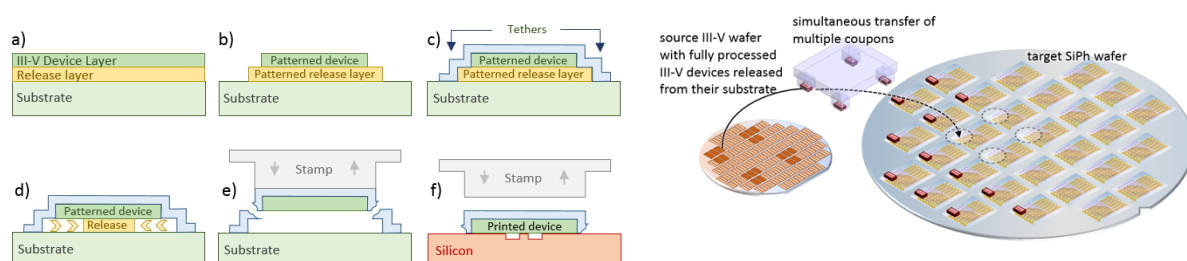 a)
III-V Device Layer
Release layer
Substrate
b)
Patterned device
Patterned release layer
Substrate
c)
Tethers
Patterned device
Patterned release layer
Substrate
d)
Patterned device
Release
Substrate
e)
Stamp
Substrate
f)
Stamp
Printed device
Silicon
source III-V wafer
with fully processed
III-V devices released
from their substrate
simultaneous transfer of
multiple coupons
target SiPh wafer